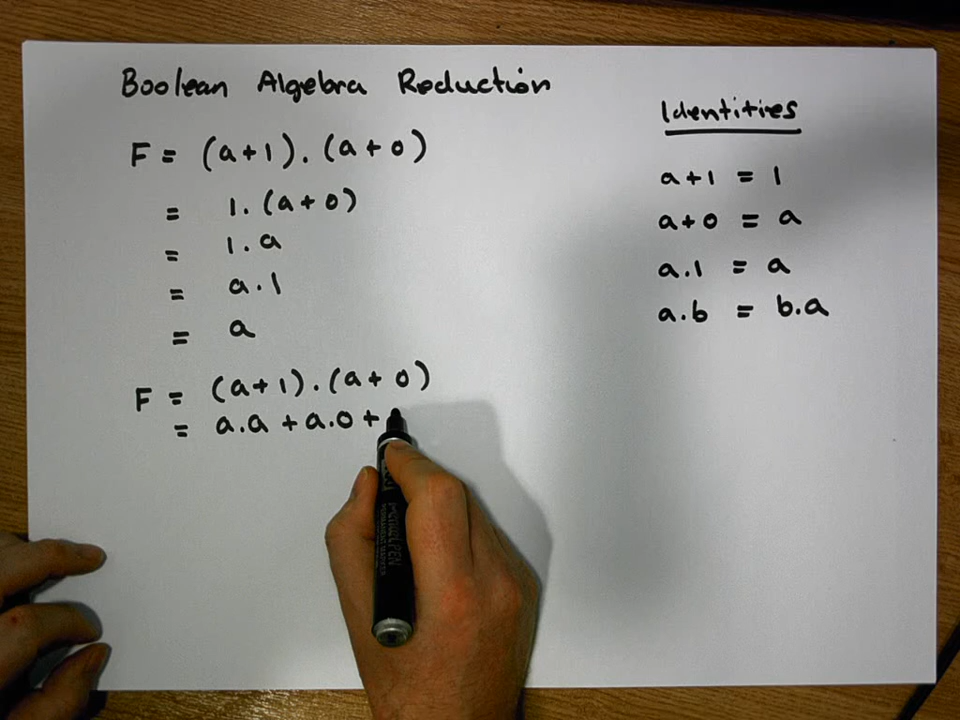 Boolean Algebra Reduction
F = (a+1).(a+0)
= 1.(a+0)
= 1.a
= a.1
= a
F = (a+1).(a+0)
= a.a + a.0 +
Identities
a+1 = 1
a+0 = a
a.1 = a
a.b = b.a